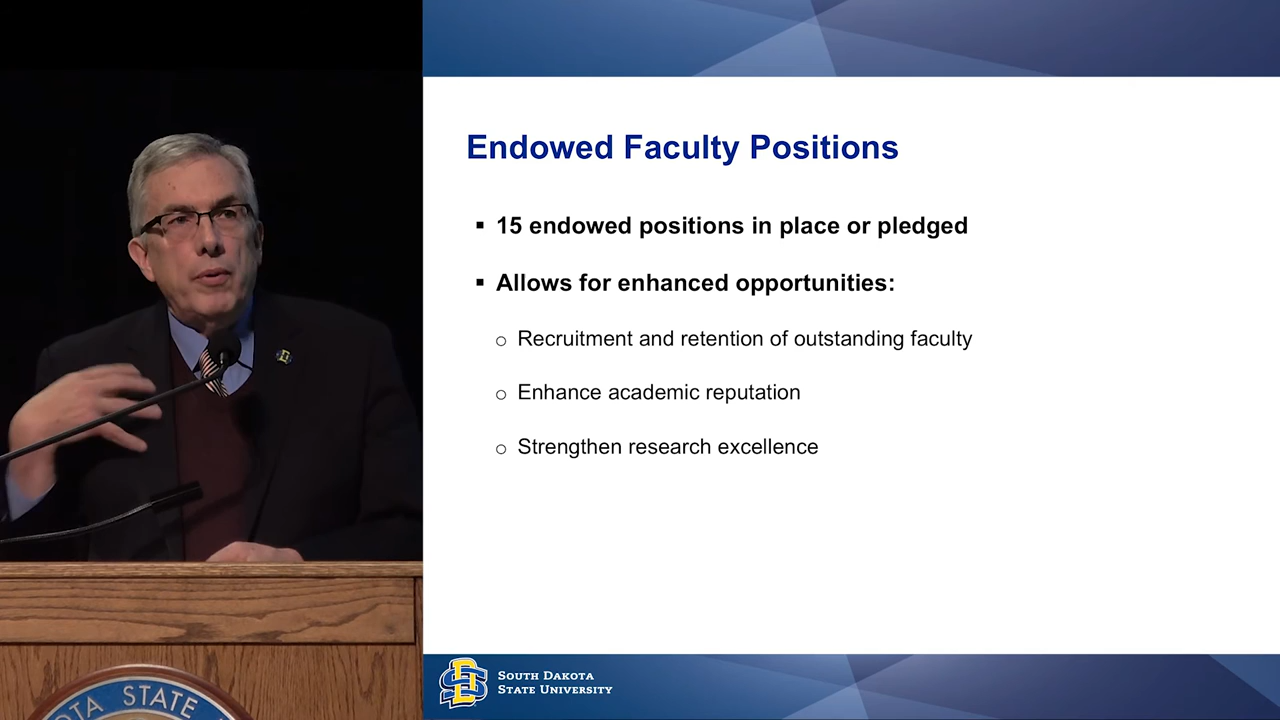 Endowed Faculty Positions
▪ 15 endowed positions in place or pledged
▪ Allows for enhanced opportunities:
o Recruitment and retention of outstanding faculty
o Enhance academic reputation
o Strengthen research excellence
SOUTH DAKOTA
STATE UNIVERSITY
STATE